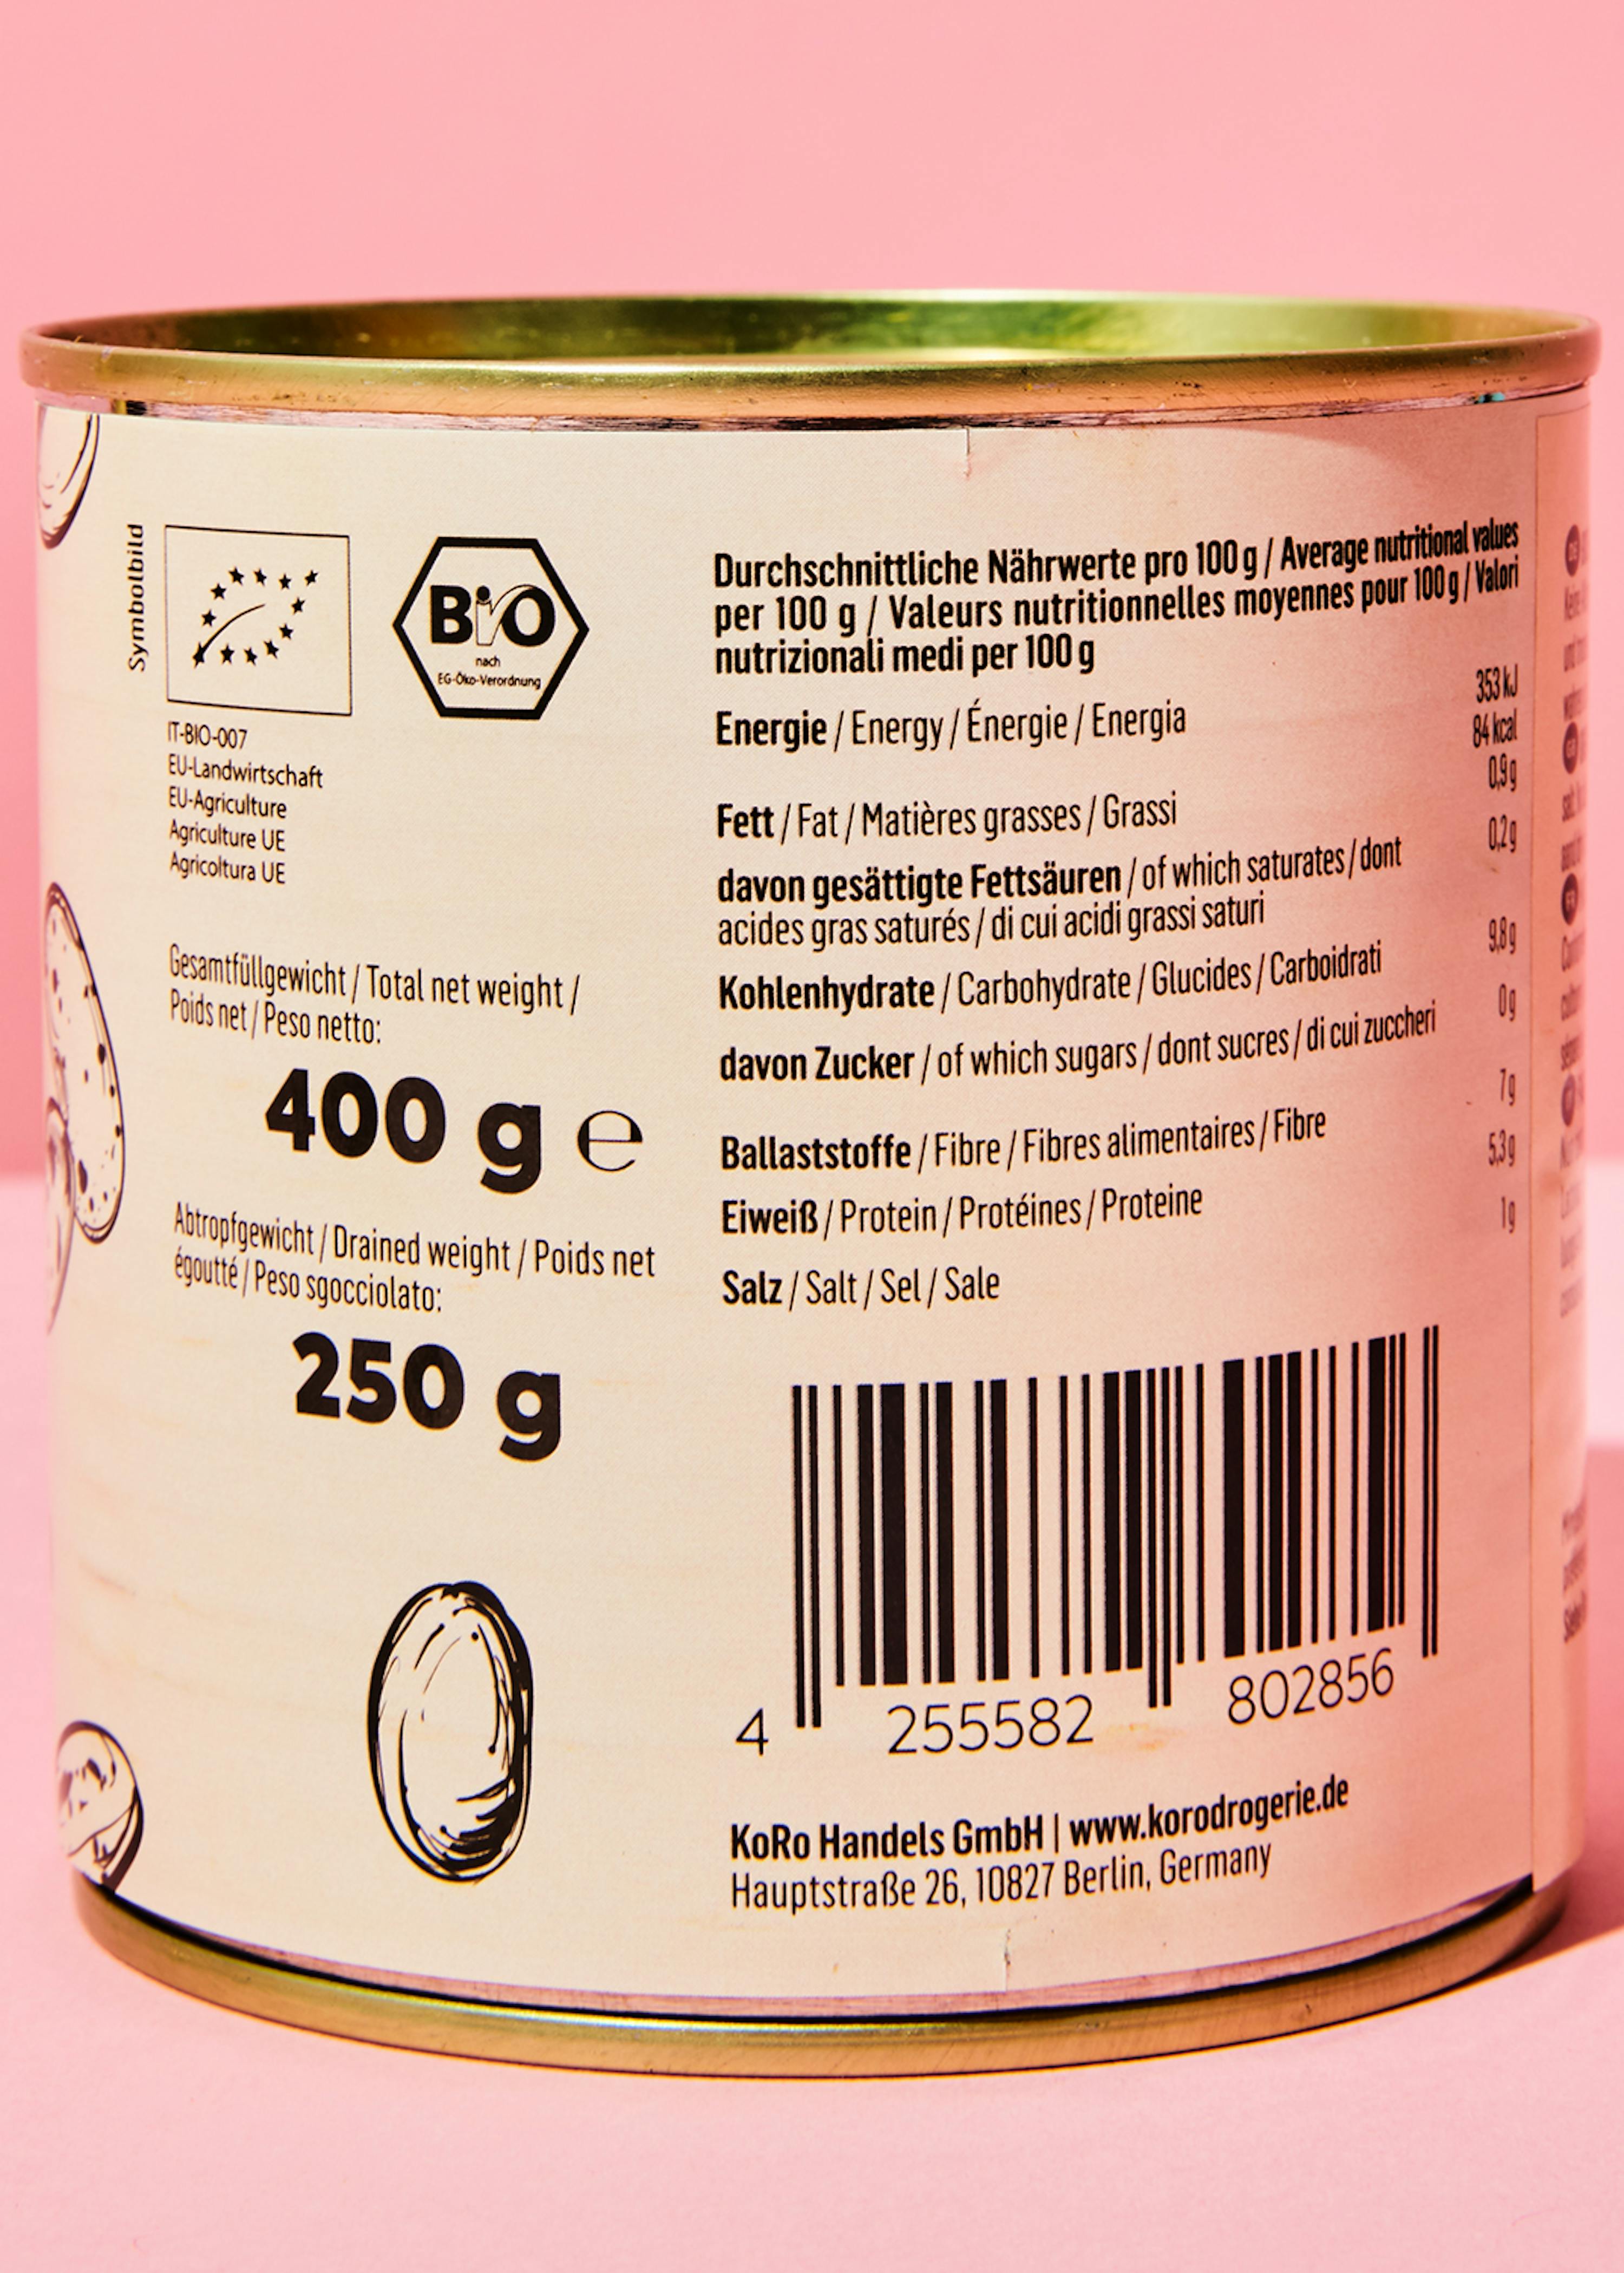 Symbolbild
BiO
nach
EG-Öko-Verordnung
IT-BIO-007
EU-Landwirtschaft
EU-Agriculture
Agriculture UE
Agricoltura UE
Gesamtfüllgewicht / Total net weight /
Poids net / Peso netto:
400 g e
Abtropfgewicht / Drained weight / Poids net
égoutté / Peso sgocciolato:
250 g
Durchschnittliche Nährwerte pro 100 g / Average nutritional values
per 100 g / Valeurs nutritionnelles moyennes pour 100 g / Valori
nutrizionali medi per 100 g
353 kJ
Energie / Energy / Énergie / Energia 84 kcal
0,9 g
Fett / Fat / Matières grasses / Grassi
0,2 g
davon gesättigte Fettsäuren / of which saturates / dont
acides gras saturés / di cui acidi grassi saturi
9,8 g
Kohlenhydrate / Carbohydrate / Glucides / Carboidrati
0 g
davon Zucker / of which sugars / dont sucres / di cui zuccheri
7 g
Ballaststoffe / Fibre / Fibres alimentaires / Fibre
5,3 g
Eiweiß / Protein / Protéines / Proteine
1 g
Salz / Salt / Sel / Sale
4 255582 802856
KoRo Handels GmbH | www.korodrogerie.de
Hauptstraße 26, 10827 Berlin, Germany